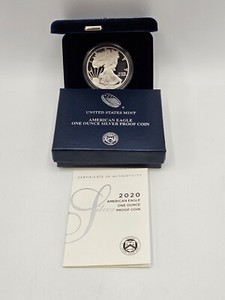 UNITED STATES MINT
AMERICAN EAGLE
ONE OUNCE SILVER PROOF COIN
CERTIFICATE OF AUTHENTICITY
Silver
2020
AMERICAN EAGLE
ONE OUNCE
PROOF COIN